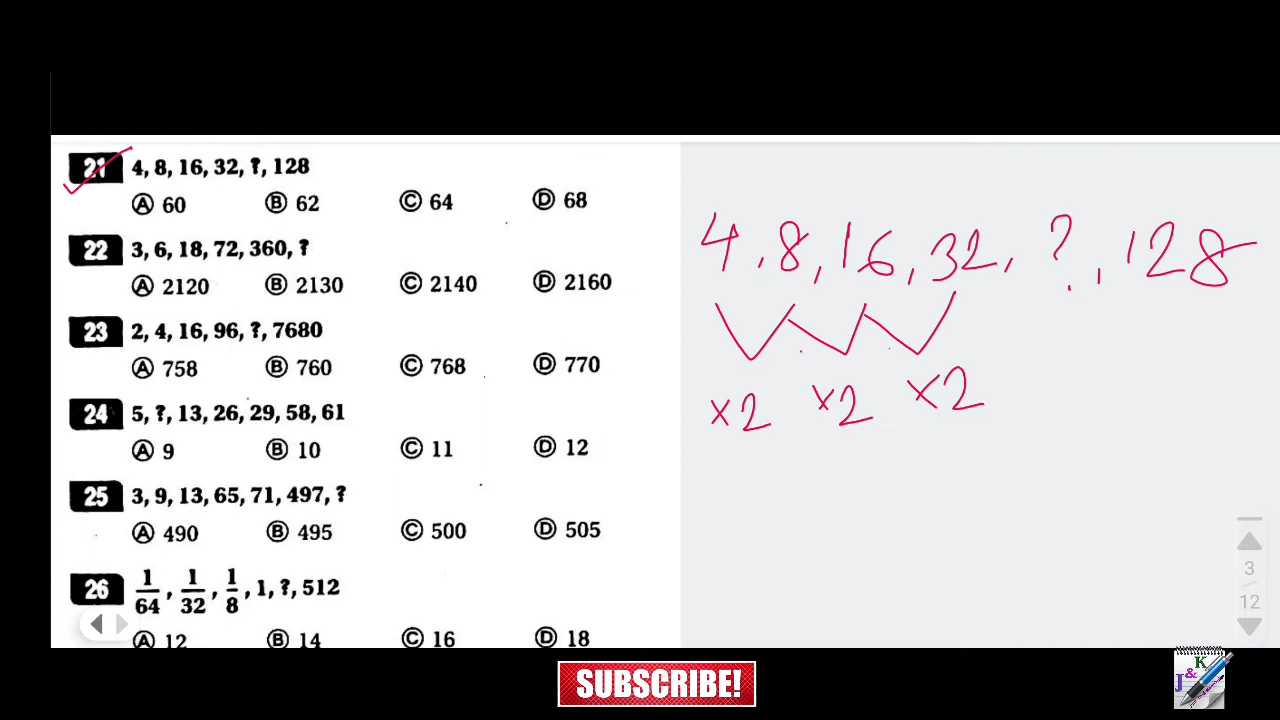 21 4, 8, 16, 32, ?, 128
Ⓐ 60 Ⓑ 62 Ⓒ 64 Ⓓ 68
22 3, 6, 18, 72, 360, ?
Ⓐ 2120 Ⓑ 2130 Ⓒ 2140 Ⓓ 2160
23 2, 4, 16, 96, ?, 7680
Ⓐ 758 Ⓑ 760 Ⓒ 768 Ⓓ 770
24 5, ?, 13, 26, 29, 58, 61
Ⓐ 9 Ⓑ 10 Ⓒ 11 Ⓓ 12
25 3, 9, 13, 65, 71, 497, ?
Ⓐ 490 Ⓑ 495 Ⓒ 500 Ⓓ 505
26 1/64, 1/32, 1/8, 1, ?, 512
Ⓐ 12 Ⓑ 14 Ⓒ 16 Ⓓ 18
4, 8, 16, 32, ?, 128
×2 ×2 ×2
3
12
SUBSCRIBE!
J&K